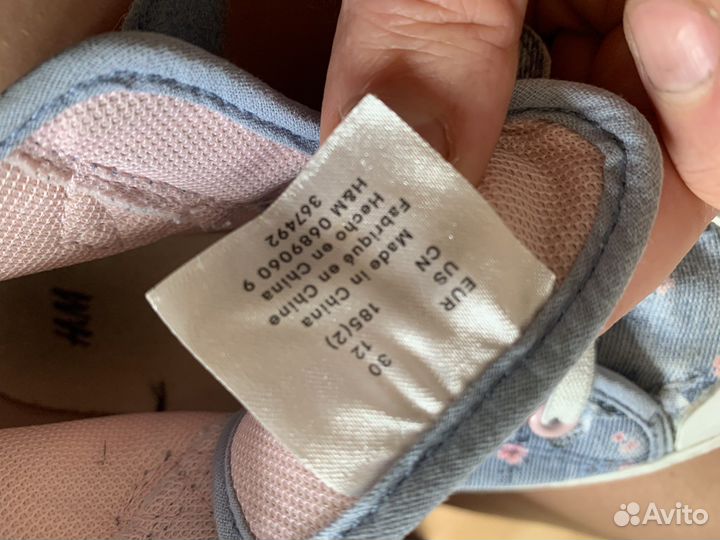 EUR 30
US 12
CN 185(2)
Made in China
Fabriqué en Chine
Hecho en China
H&M 0689060 9
367492
H&M
Avito